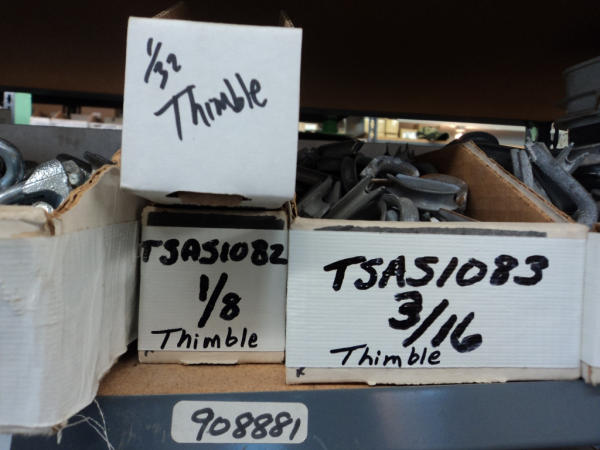 1/32
Thimble
TSAS1082
1/8
Thimble
TSAS1083
3/16
Thimble
908881